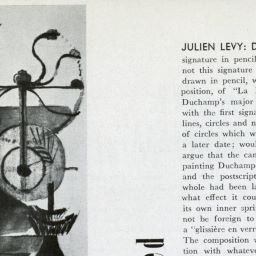 JULIEN LEVY: D
signature in pencil
not this signature
drawn in pencil, w
position, of "La
Duchamp's major
with the first signa
lines, circles and n
of circles which w
a later date; woul
argue that the can
painting Duchamp
and the postscript
whole had been la
what effect it cou
its own inner spri
not be foreign to
a "glissière en verr
The composition w
tion with whateve